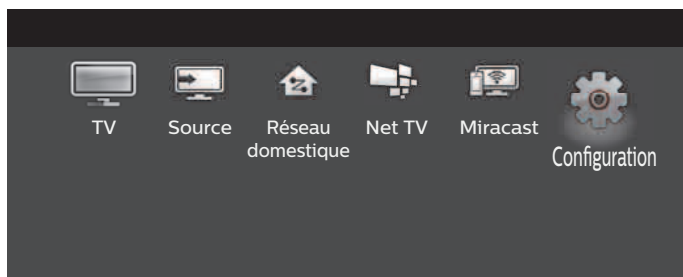 TV
Source
Réseau
domestique
Net TV
Miracast
Configuration